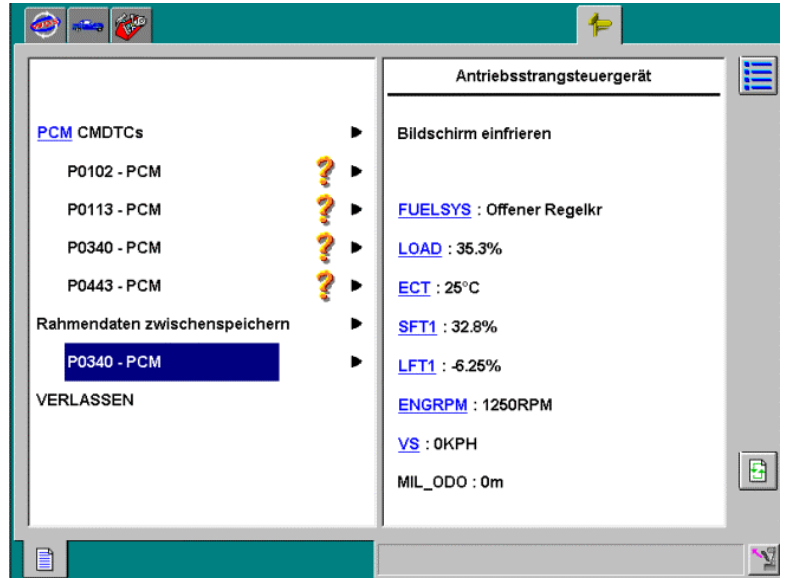 PCM CMDTCs
P0102 - PCM
P0113 - PCM
P0340 - PCM
P0443 - PCM
Rahmendaten zwischenspeichern
P0340 - PCM
VERLASSEN
Antriebsstrangsteuergerät
Bildschirm einfrieren
FUELSYS : Offener Regelkr
LOAD : 35.3%
ECT : 25°C
SFT1 : 32.8%
LFT1 : -6.25%
ENGRPM : 1250RPM
VS : 0KPH
MIL_ODO : 0m